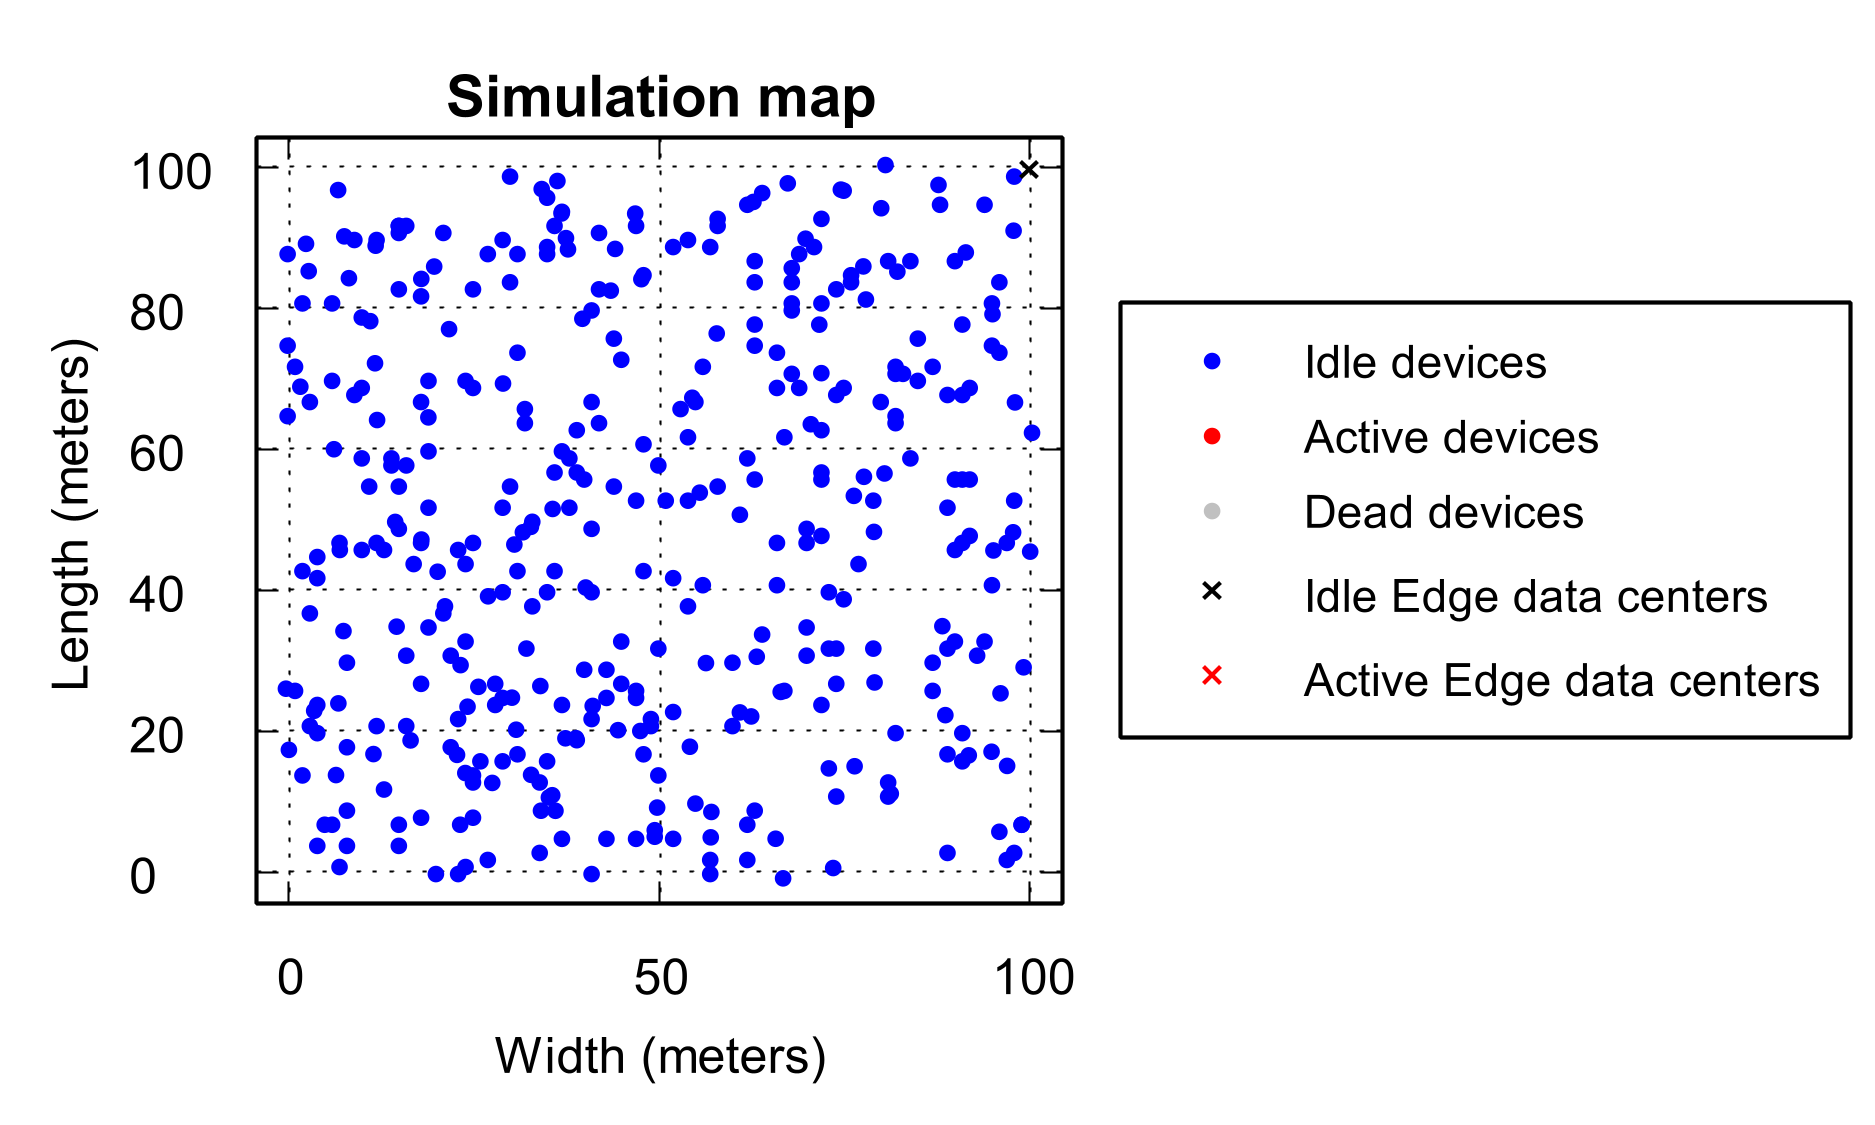 Simulation map
100
80
60
40
20
0
Length (meters)
0 50 100
Width (meters)
Idle devices
Active devices
Dead devices
Idle Edge data centers
Active Edge data centers